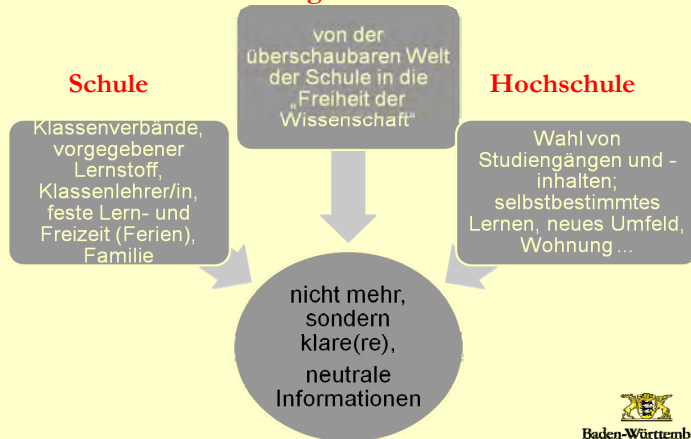 von der
überschaubaren Welt
der Schule in die
„Freiheit der
Wissenschaft“
Schule
Hochschule
Klassenverbände,
vorgegebener
Lernstoff,
Klassenlehrer/in,
feste Lern- und
Freizeit (Ferien),
Familie
Wahl von
Studiengängen und -
inhalten;
selbstbestimmtes
Lernen, neues Umfeld,
Wohnung ...
nicht mehr,
sondern
klare(re),
neutrale
Informationen
Baden-Württemb